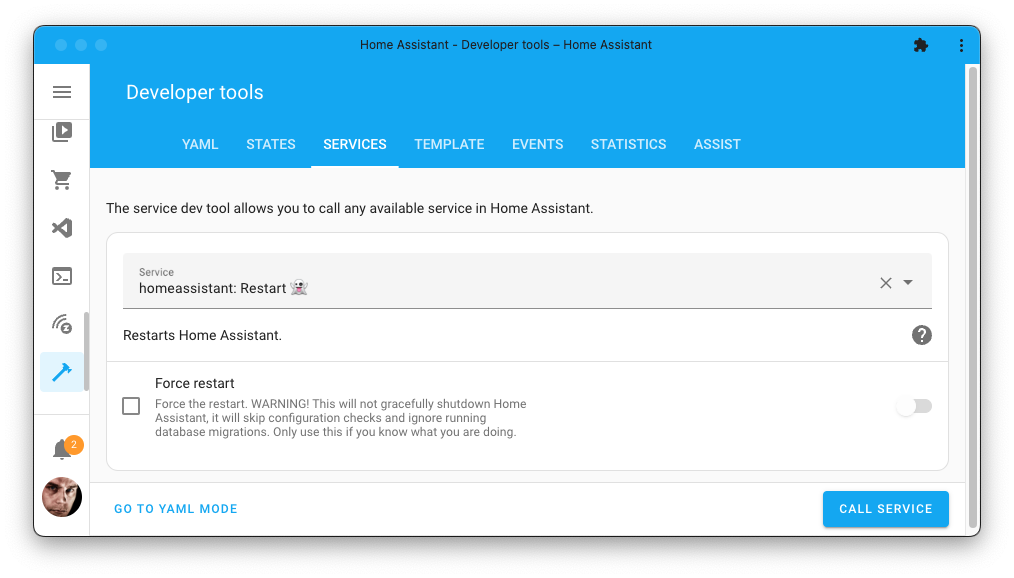 Home Assistant - Developer tools – Home Assistant
Developer tools
YAML STATES SERVICES TEMPLATE EVENTS STATISTICS ASSIST
The service dev tool allows you to call any available service in Home Assistant.
Service
homeassistant: Restart 👻
Restarts Home Assistant.
Force restart
Force the restart. WARNING! This will not gracefully shutdown Home
Assistant, it will skip configuration checks and ignore running
database migrations. Only use this if you know what you are doing.
2
GO TO YAML MODE
CALL SERVICE